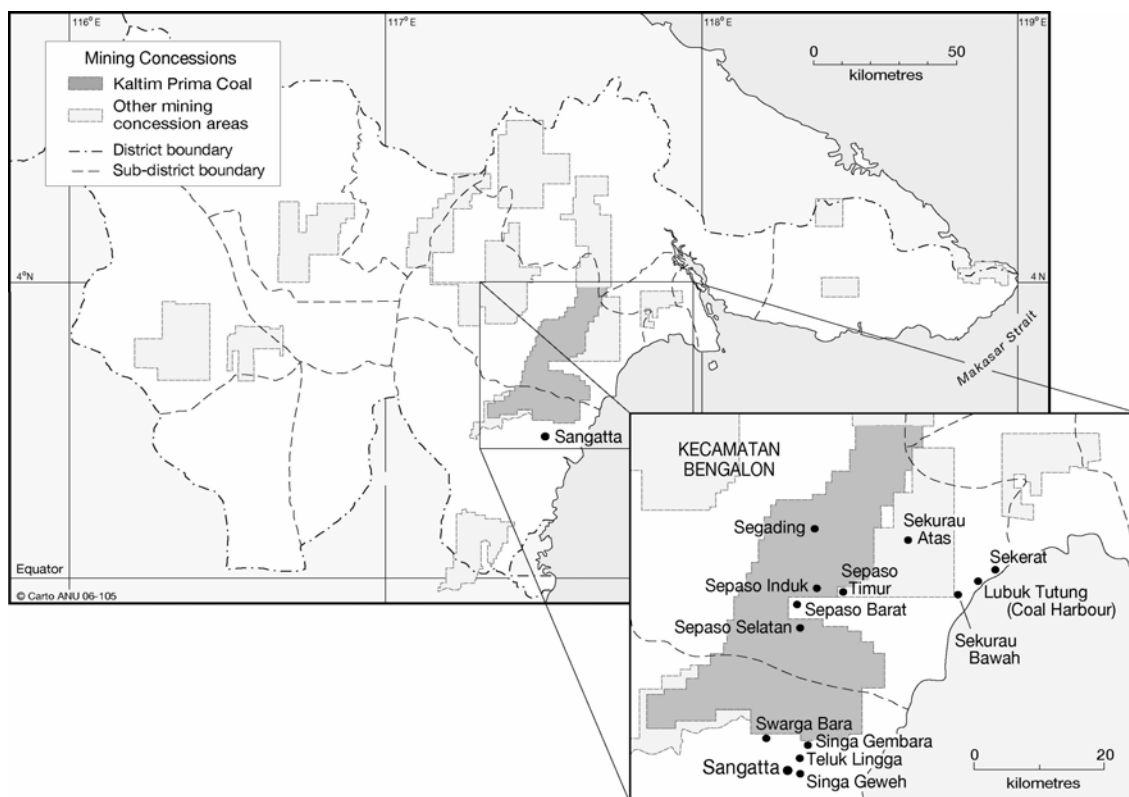 116° E
117° E
118° E
119° E
Mining Concessions
Kaltim Prima Coal
Other mining
concession areas
District boundary
Sub-district boundary
0 50
kilometres
4° N
4° N
Makasar Strait
Sangatta
Equator
© Carto ANU 06-105
KECAMATAN
BENGALON
Segading
Sekurau
Atas
Sekerat
Sepaso Induk
Sepaso
Timur
Lubuk Tutung
(Coal Harbour)
Sepaso Barat
Sepaso Selatan
Sekurau
Bawah
Swarga Bara
Singa Gembara
Teluk Lingga
Sangatta
Singa Geweh
0 20
kilometres